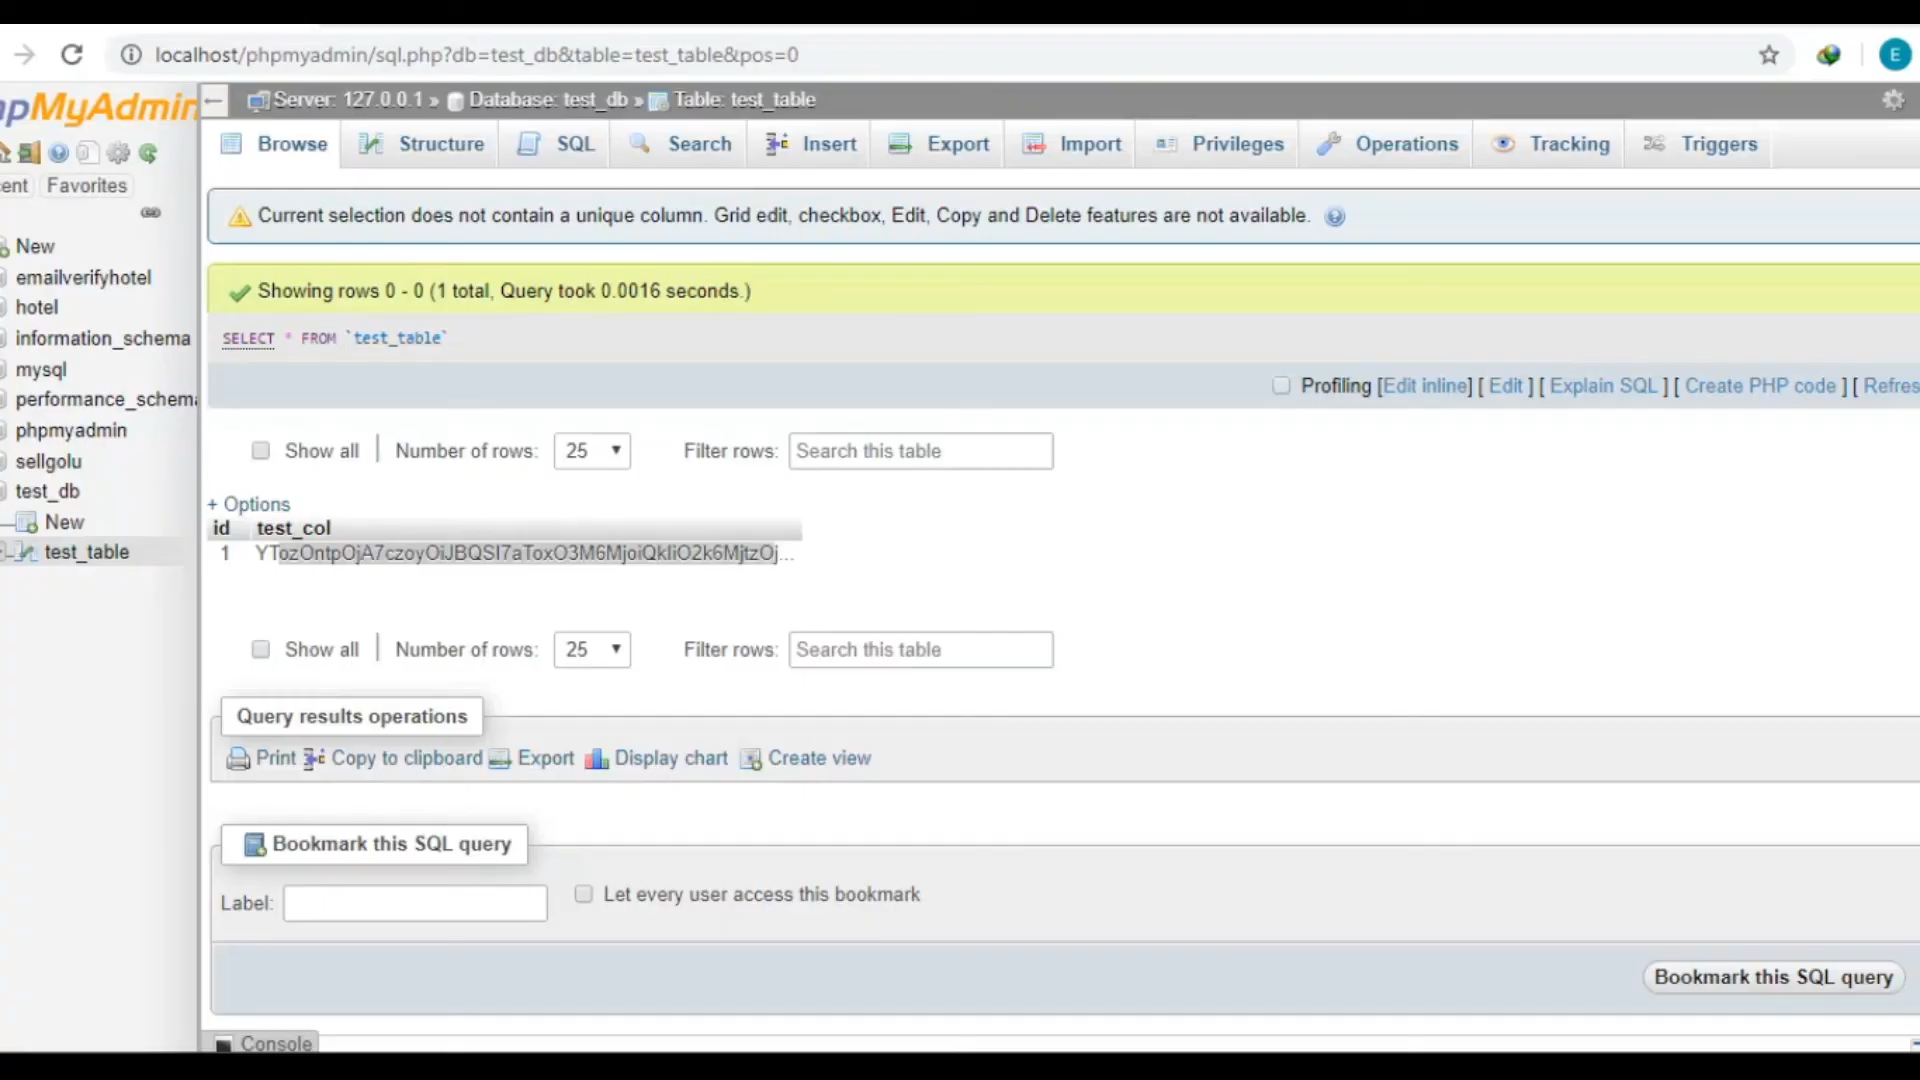 localhost/phpmyadmin/sql.php?db=test_db&table=test_table&pos=0
E
pMyAdmin
Server: 127.0.0.1 » Database: test_db » Table: test_table
Browse Structure SQL Search Insert Export Import Privileges Operations Tracking Triggers
ent Favorites
Current selection does not contain a unique column. Grid edit, checkbox, Edit, Copy and Delete features are not available.
New
emailverifyhotel
hotel
information_schema
mysql
performance_schema
phpmyadmin
sellgolu
test_db
New
test_table
Showing rows 0 - 0 (1 total, Query took 0.0016 seconds.)
SELECT * FROM `test_table`
Profiling [Edit inline] [ Edit ] [ Explain SQL ] [ Create PHP code ] [ Refres
Show all | Number of rows: 25 Filter rows: Search this table
+ Options
id test_col
1
Show all | Number of rows: 25 Filter rows: Search this table
Query results operations
Print Copy to clipboard Export Display chart Create view
Bookmark this SQL query
Label: Let every user access this bookmark
Bookmark this SQL query
Console